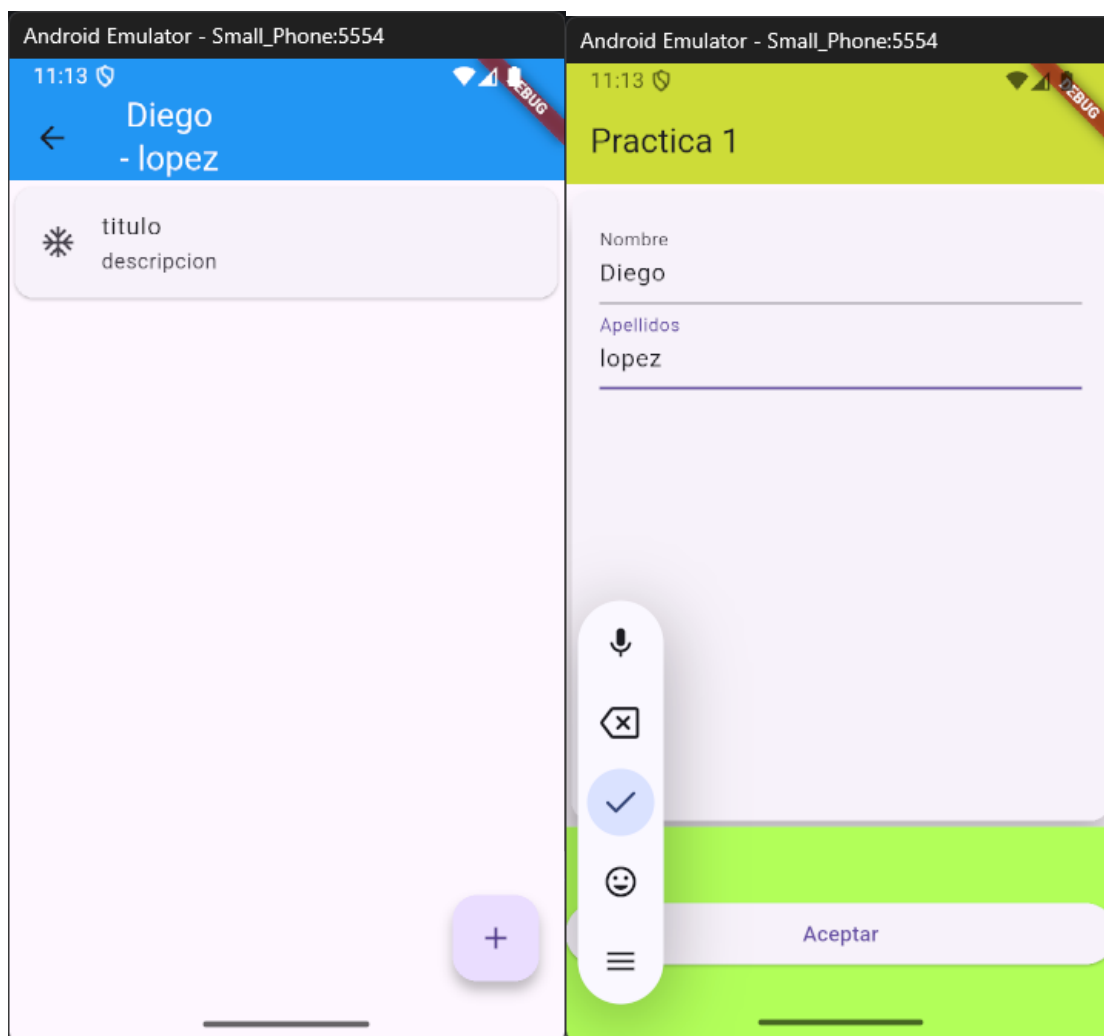 Android Emulator - Small_Phone:5554
11:13
DEBUG
Diego
- lopez
titulo
descripcion
Android Emulator - Small_Phone:5554
11:13
DEBUG
Practica 1
Nombre
Diego
Apellidos
lopez
Aceptar